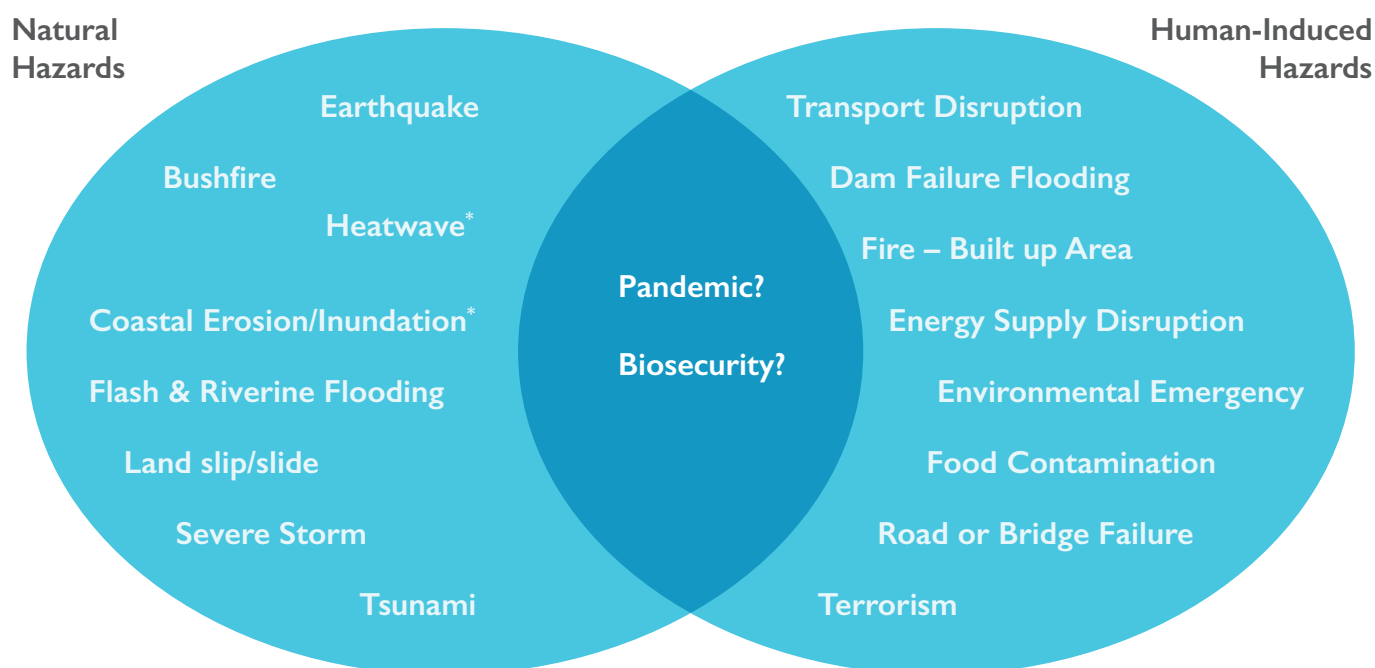 Natural
Hazards
Human-Induced
Hazards
Earthquake
Bushfire
Heatwave*
Coastal Erosion/Inundation*
Flash & Riverine Flooding
Land slip/slide
Severe Storm
Tsunami
Pandemic?
Biosecurity?
Transport Disruption
Dam Failure Flooding
Fire – Built up Area
Energy Supply Disruption
Environmental Emergency
Food Contamination
Road or Bridge Failure
Terrorism